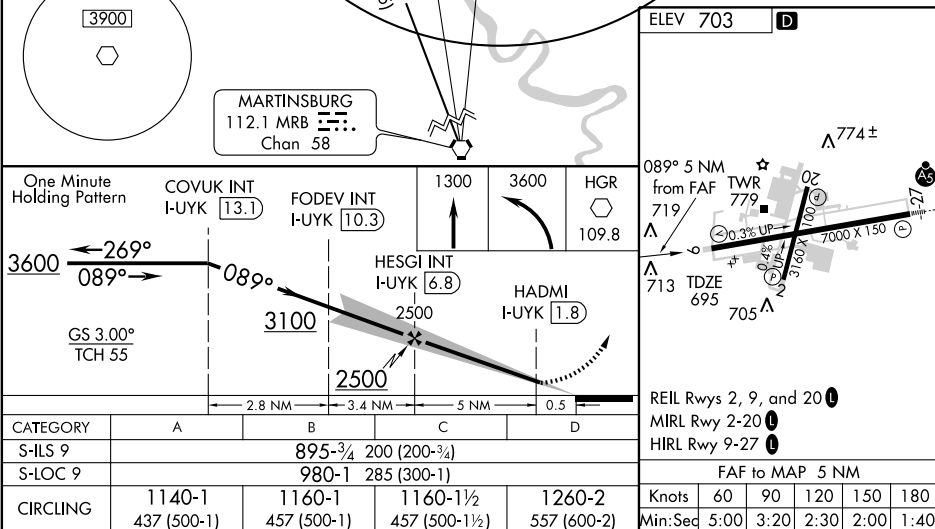 3900
MARTINSBURG
112.1 MRB
Chan 58
One Minute
Holding Pattern
COVUK INT
I-UYK 13.1
FODEV INT
I-UYK 10.3
1300
3600
HGR
109.8
3600
269°
089°
089°
3100
HESGI INT
I-UYK 6.8
2500
HADMI
I-UYK 1.8
GS 3.00°
TCH 55
2500
2.8 NM
3.4 NM
5 NM
0.5
CATEGORY A B C D
S-ILS 9 895-¾ 200 (200-¾)
S-LOC 9 980-1 285 (300-1)
CIRCLING
1140-1 1160-1 1160-1½ 1260-2
437 (500-1) 457 (500-1) 457 (500-1½) 557 (600-2)
ELEV 703 D
774±
A5
089° 5 NM
from FAF
TWR
779
719
20
P
27
V
0.3% UP
3160 X 100
7000 X 150
P
9
0.4% UP
713
TDZE
695
2
705
REIL Rwys 2, 9, and 20 L
MIRL Rwy 2-20 L
HIRL Rwy 9-27 L
FAF to MAP 5 NM
Knots 60 90 120 150 180
Min:Sec 5:00 3:20 2:30 2:00 1:40